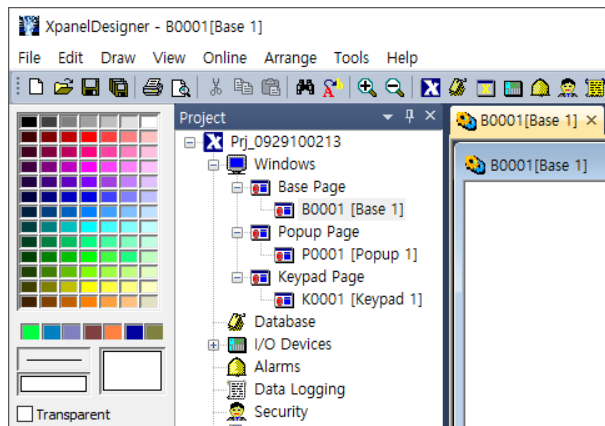 XpanelDesigner - B0001[Base 1]
File Edit Draw View Online Arrange Tools Help
Project
B0001[Base 1]
Prj_0929100213
Windows
B0001[Base 1]
Base Page
B0001 [Base 1]
Popup Page
P0001 [Popup 1]
Keypad Page
K0001 [Keypad 1]
Database
I/O Devices
Alarms
Data Logging
Security
Transparent